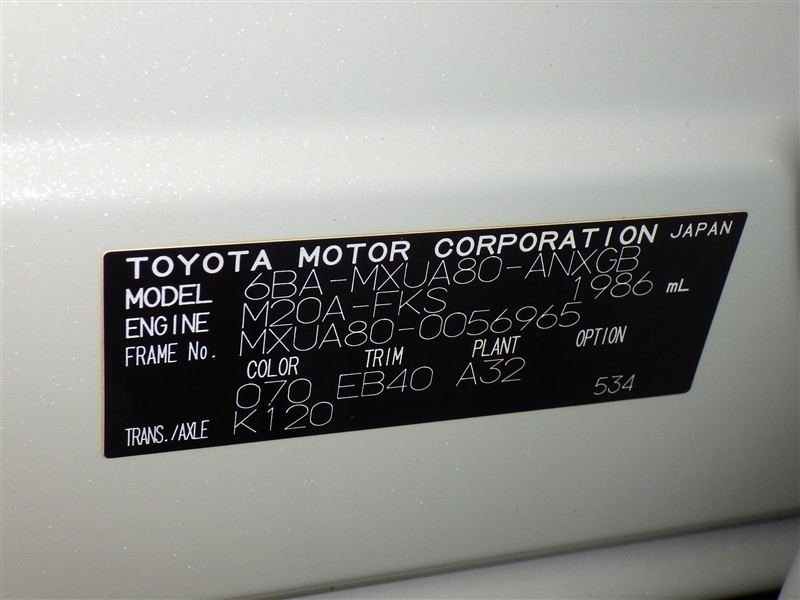 TOYOTA MOTOR CORPORATION JAPAN
MODEL 6BA-MXUA80-ANXGB
ENGINE M20A-FKS 1986 mL
FRAME No. MXUA80-0056965
COLOR TRIM PLANT OPTION
070 EB40 A32 534
TRANS./AXLE K120